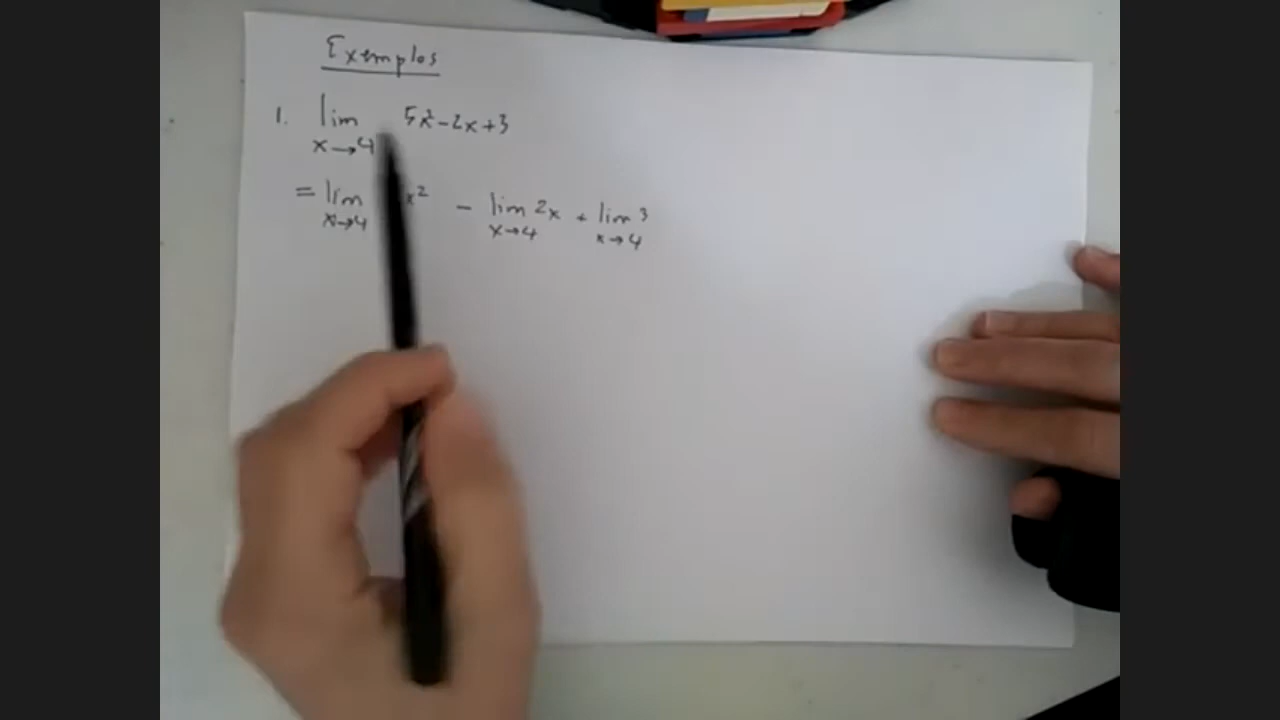 Exemplos
1. lim 5x²-2x+3
x→4
= lim x² - lim 2x + lim 3
x→4 x→4 x→4